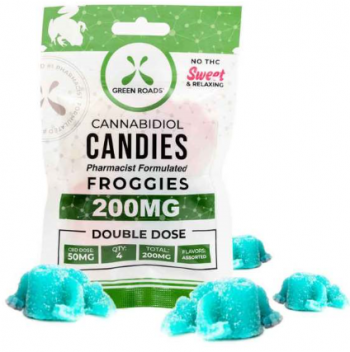 GREEN ROADS
NO THC
Sweet
& RELAXING
CANNABIDIOL
CANDIES
Pharmacist Formulated
FROGGIES
200MG
DOUBLE DOSE
CBD DOSE:
50MG
QTY:
4
TOTAL:
200MG
FLAVORS:
ASSORTED